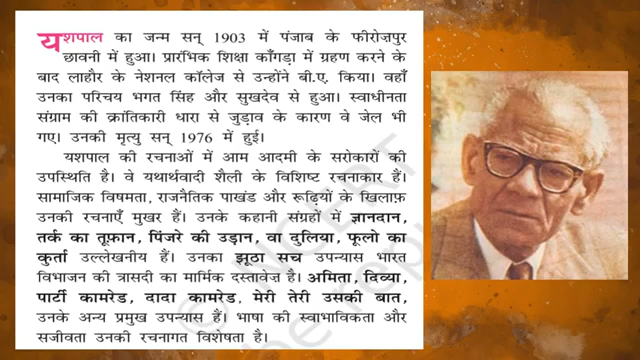 यशपाल का जन्म सन् 1903 में पंजाब के फीरोज़पुर
छावनी में हुआ। प्रारंभिक शिक्षा काँगड़ा में ग्रहण करने के
बाद लाहौर के नेशनल कॉलेज से उन्होंने बी.ए. किया। वहाँ
उनका परिचय भगत सिंह और सुखदेव से हुआ। स्वाधीनता
संग्राम की क्रांतिकारी धारा से जुड़ाव के कारण वे जेल भी
गए। उनकी मृत्यु सन् 1976 में हुई।
यशपाल की रचनाओं में आम आदमी के सरोकारों की
उपस्थिति है। वे यथार्थवादी शैली के विशिष्ट रचनाकार हैं।
सामाजिक विषमता, राजनैतिक पाखंड और रूढ़ियों के खिलाफ़
उनकी रचनाएँ मुखर हैं। उनके कहानी संग्रहों में ज्ञानदान,
तर्क का तूफ़ान, पिंजरे की उड़ान, वा दुलिया, फूलो का
कुर्ता उल्लेखनीय हैं। उनका झूठा सच उपन्यास भारत
विभाजन की त्रासदी का मार्मिक दस्तावेज़ है। अमिता, दिव्या,
पार्टी कामरेड, दादा कामरेड, मेरी तेरी उसकी बात,
उनके अन्य प्रमुख उपन्यास हैं। भाषा की स्वाभाविकता और
सजीवता उनकी रचनागत विशेषता है।